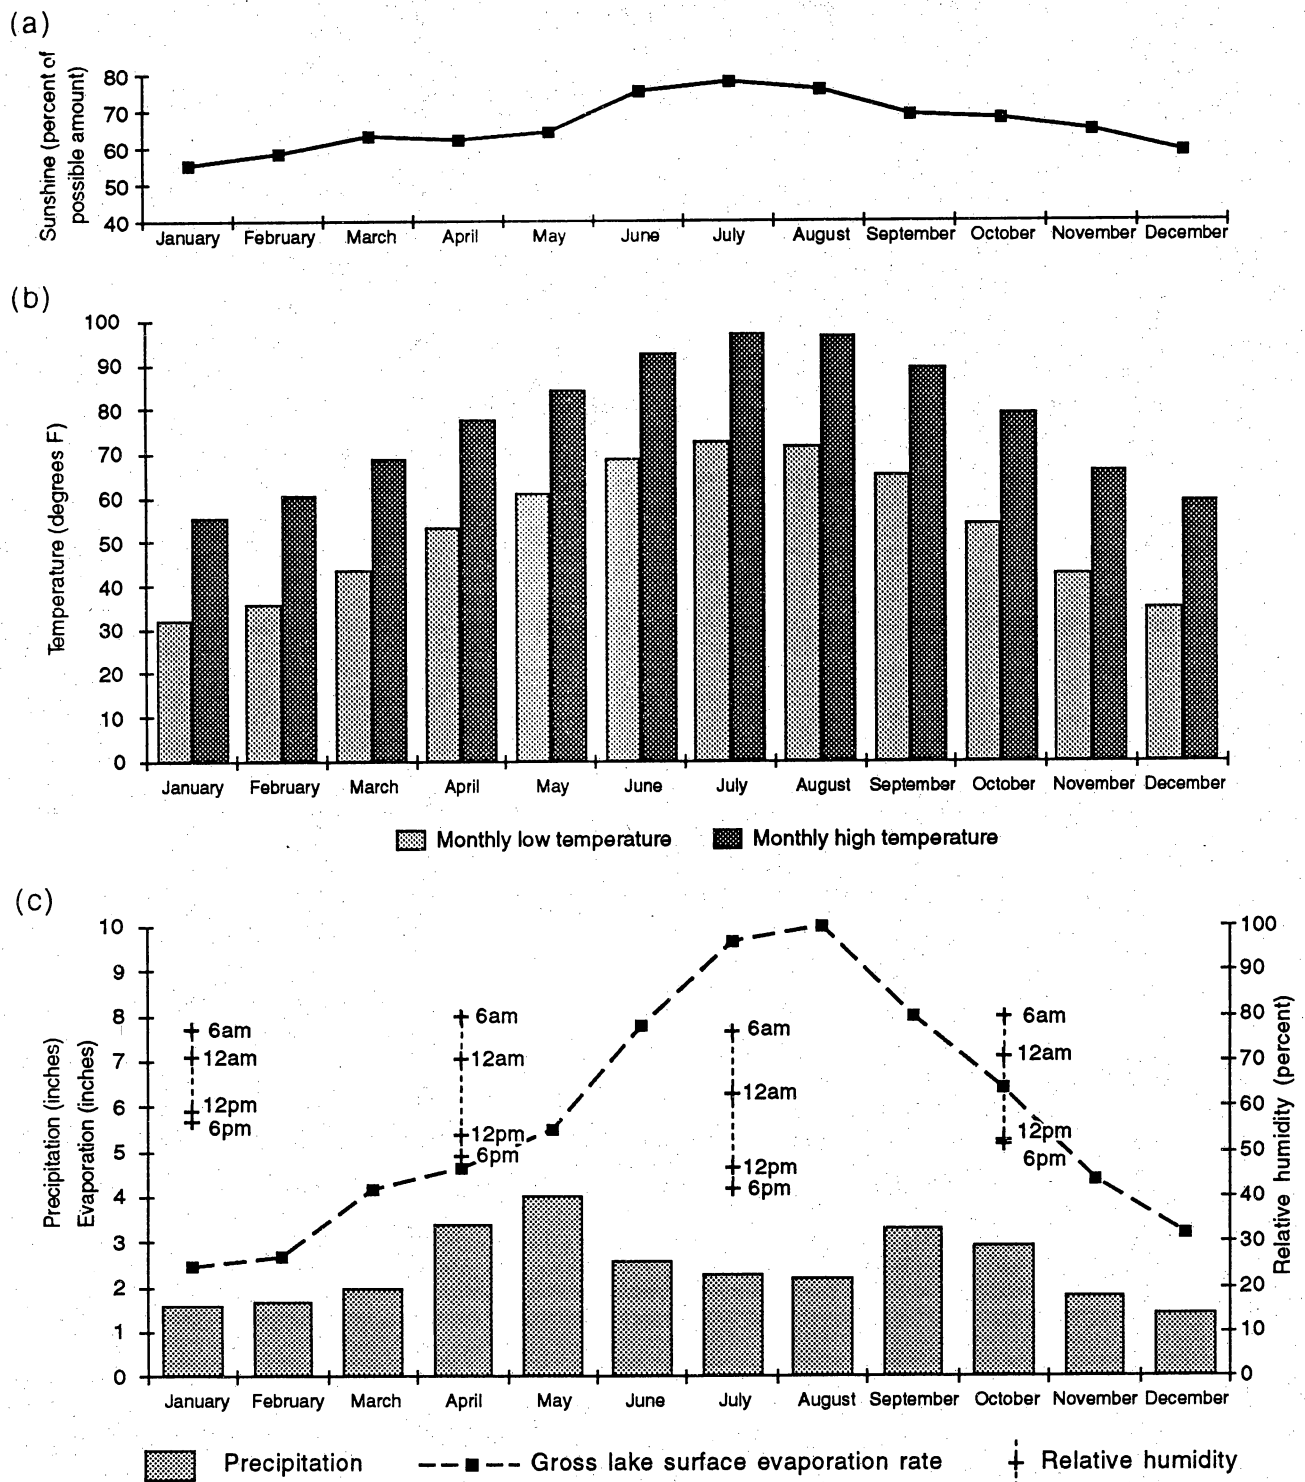 (a)
Sunshine (percent of
possible amount)
80
70
60
50
40
January February March April May June July August September October November December
(b)
Temperature (degrees F)
100
90
80
70
60
50
40
30
20
10
0
January February March April May June July August September October November December
Monthly low temperature Monthly high temperature
(c)
Precipitation (inches)
Evaporation (inches)
10
9
8
7
6
5
4
3
2
1
0
6am
12am
12pm
6pm
6am
12am
12pm
6pm
6am
12am
12pm
6pm
6am
12am
12pm
6pm
100
90
80
70
60
50
40
30
20
10
0
Relative humidity (percent)
January February March April May June July August September October November December
Precipitation Gross lake surface evaporation rate Relative humidity